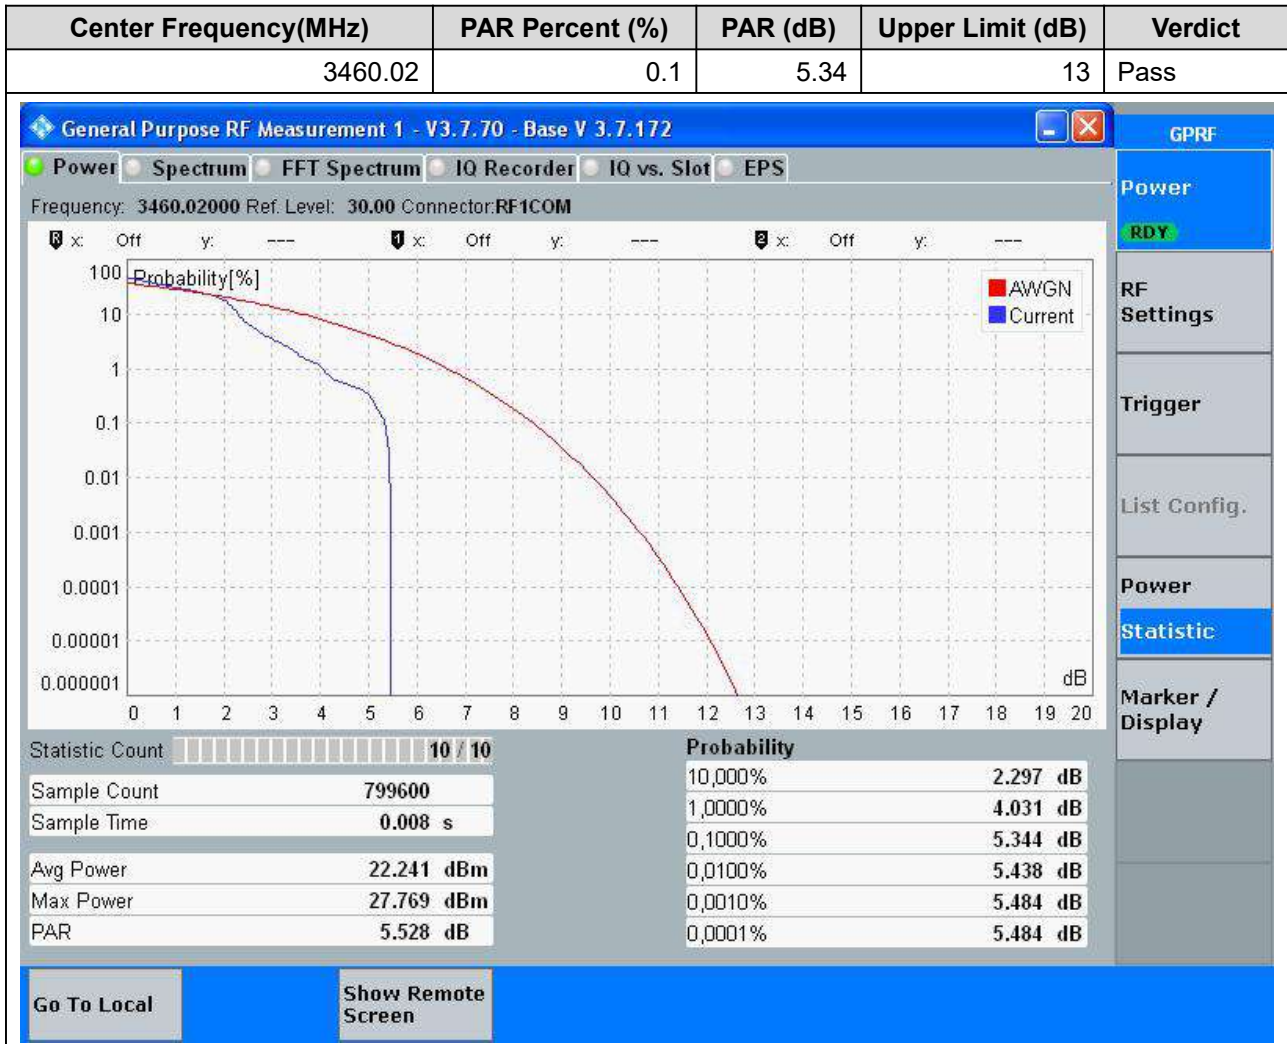 Center Frequency(MHz) PAR Percent (%) PAR (dB) Upper Limit (dB) Verdict
3460.02 0.1 5.34 13 Pass
General Purpose RF Measurement 1 - V3.7.70 - Base V 3.7.172
GPRF
Power Spectrum FFT Spectrum IQ Recorder IQ vs. Slot EPS
Frequency: 3460.02000 Ref. Level: 30.00 Connector:RF1COM
R x: Off y: --- 1 x: Off y: --- 2 x: Off y: ---
Probability[%]
AWGN
Current
100
10
1
0.1
0.01
0.001
0.0001
0.00001
0.000001
dB
0 1 2 3 4 5 6 7 8 9 10 11 12 13 14 15 16 17 18 19 20
Statistic Count 10 / 10
Sample Count 799600
Sample Time 0.008 s
Avg Power 22.241 dBm
Max Power 27.769 dBm
PAR 5.528 dB
Probability
10,000% 2.297 dB
1,0000% 4.031 dB
0,1000% 5.344 dB
0,0100% 5.438 dB
0,0010% 5.484 dB
0,0001% 5.484 dB
Power
RDY
RF
Settings
Trigger
List Config.
Power
Statistic
Marker /
Display
Go To Local
Show Remote
Screen